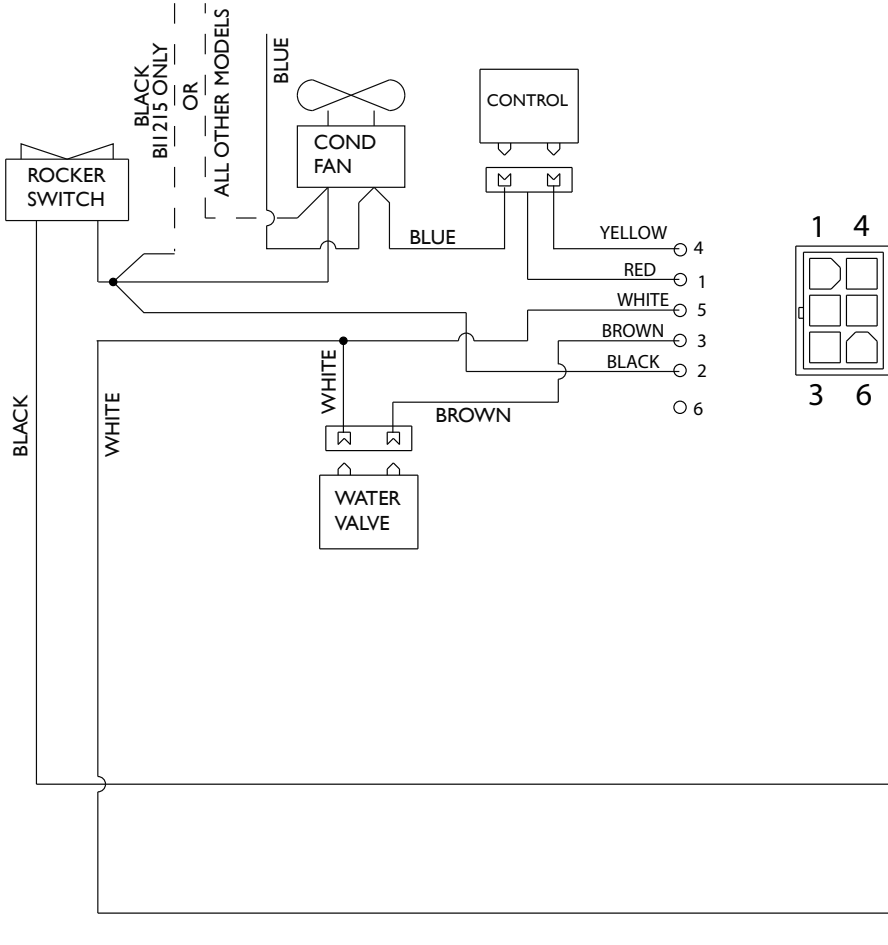 BLACK
BI1215 ONLY
OR
ALL OTHER MODELS
BLUE
COND
FAN
CONTROL
ROCKER
SWITCH
BLUE
YELLOW 4
RED 1
WHITE 5
BROWN 3
BLACK 2
6
1 4
3 6
WHITE
BROWN
BLACK
WHITE
WATER
VALVE